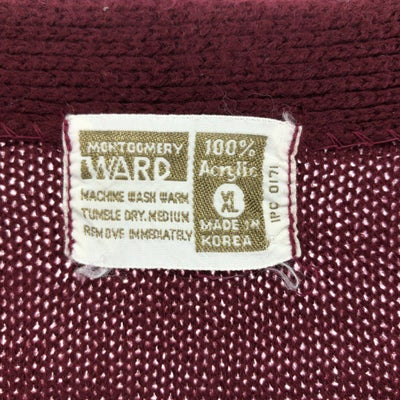 MONTGOMERY
WARD
MACHINE WASH WARM
TUMBLE DRY. MEDIUM
REMOVE IMMEDIATELY
100%
Acrylic
XL
MADE IN
KOREA
IPC 0171